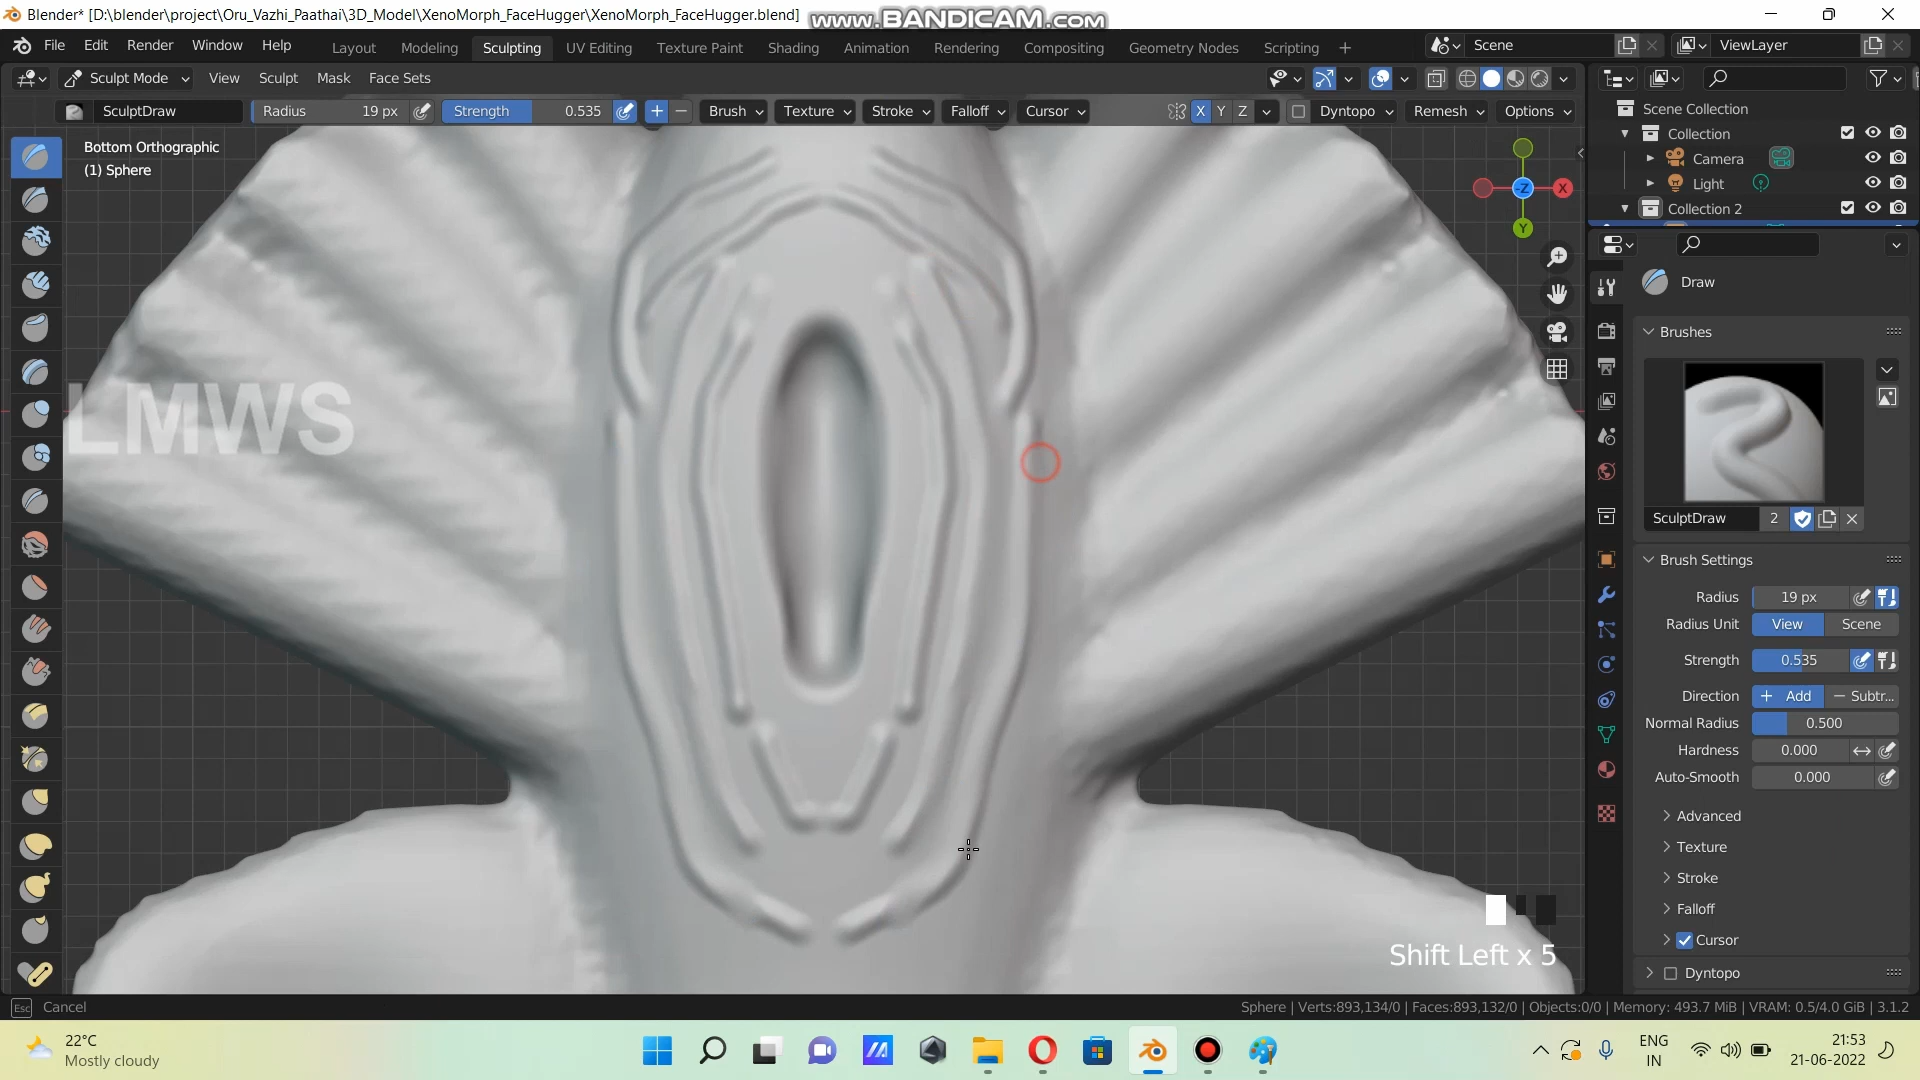 Blender* [D:\blender\project\Oru_Vazhi_Paathai\3D_Model\XenoMorph_FaceHugger\XenoMorph_FaceHugger.blend]
www.BANDICAM.com
File Edit Render Window Help
Layout Modeling Sculpting UV Editing Texture Paint Shading Animation Rendering Compositing Geometry Nodes Scripting +
Scene
ViewLayer
Sculpt Mode View Sculpt Mask Face Sets
SculptDraw Radius 19 px Strength 0.535 + − Brush Texture Stroke Falloff Cursor X Y Z Dyntopo Remesh Options
Bottom Orthographic
(1) Sphere
-Z
X
Y
LMWS
Shift Left x 5
Scene Collection
Collection
Camera
Light
Collection 2
Draw
Brushes
SculptDraw 2
Brush Settings
Radius 19 px
Radius Unit View Scene
Strength 0.535
Direction + Add − Subtr...
Normal Radius 0.500
Hardness 0.000
Auto-Smooth 0.000
Advanced
Texture
Stroke
Falloff
Cursor
Dyntopo
Esc Cancel
Sphere | Verts:893,134/0 | Faces:893,132/0 | Objects:0/0 | Memory: 493.7 MiB | VRAM: 0.5/4.0 GiB | 3.1.2
22°C
Mostly cloudy
ENG
IN
21:53
21-06-2022